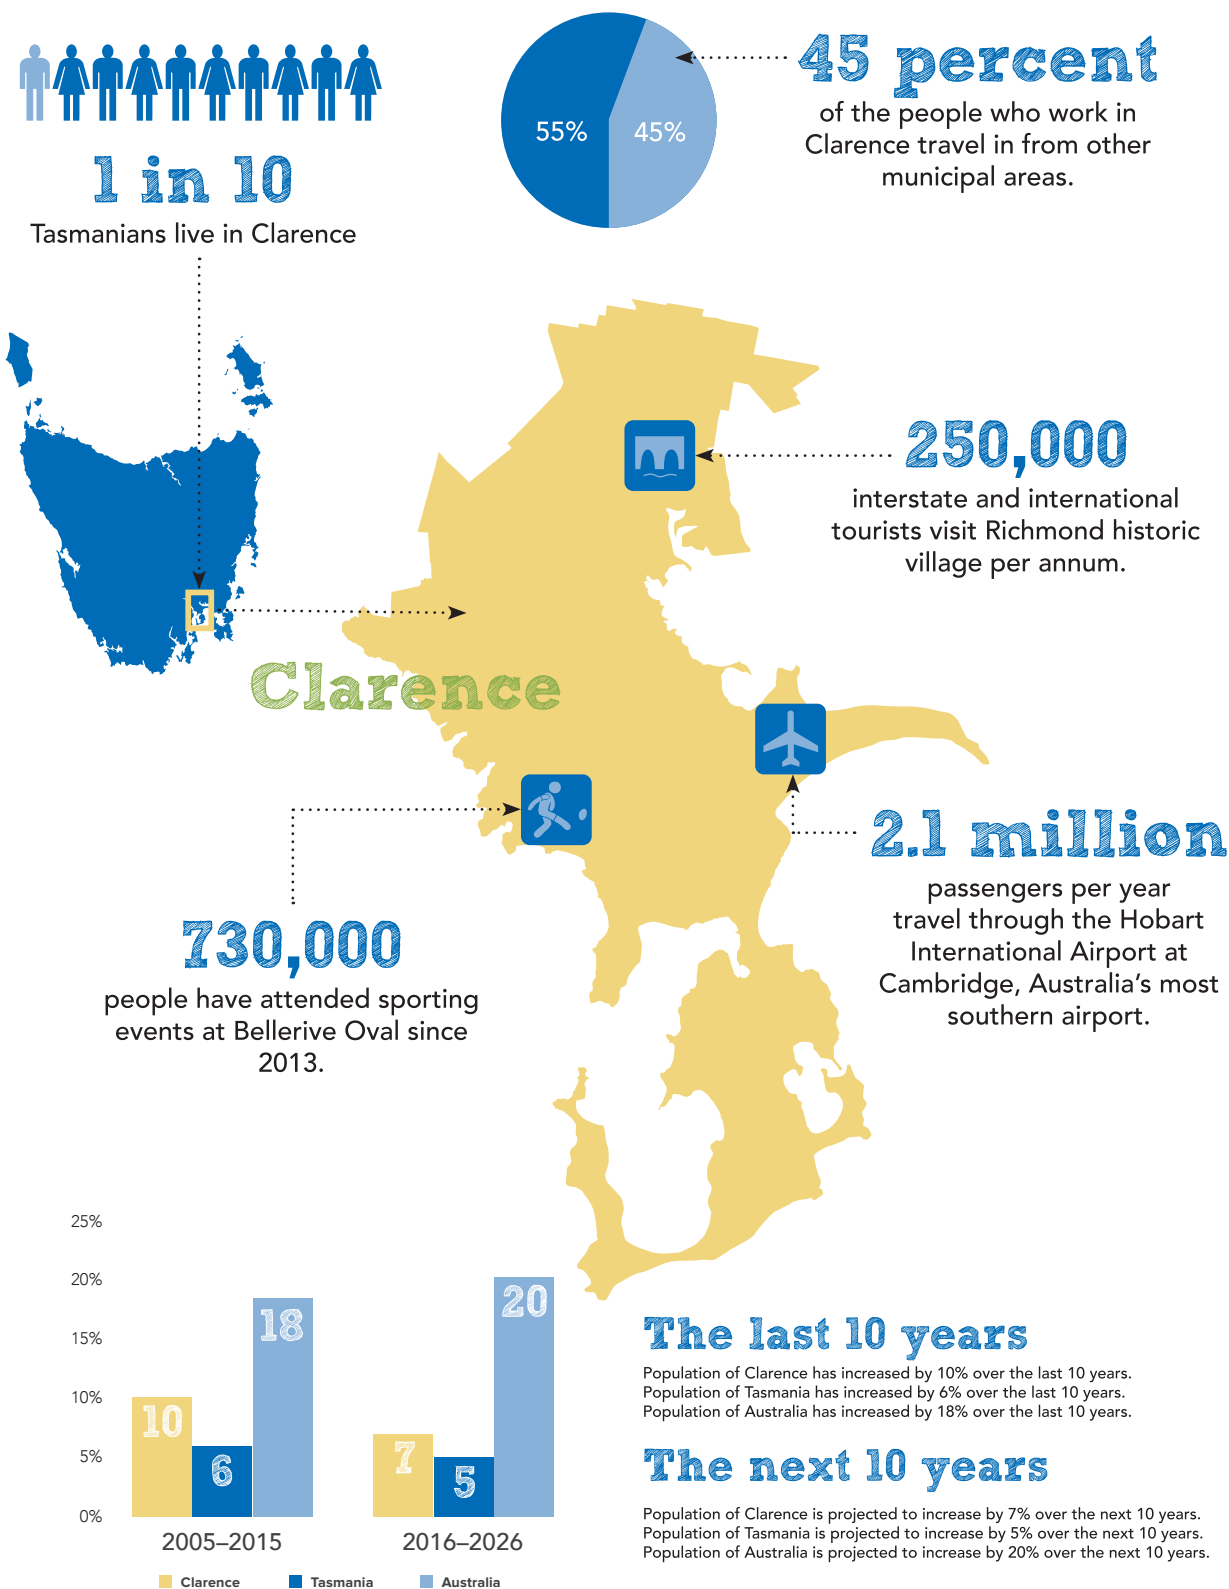 1 in 10
Tasmanians live in Clarence
55%
45%
45 percent
of the people who work in
Clarence travel in from other
municipal areas.
250,000
interstate and international
tourists visit Richmond historic
village per annum.
Clarence
2.1 million
passengers per year
travel through the Hobart
International Airport at
Cambridge, Australia's most
southern airport.
730,000
people have attended sporting
events at Bellerive Oval since
2013.
25%
20%
15%
10%
5%
0%
10
6
18
7
5
20
2005–2015
2016–2026
Clarence
Tasmania
Australia
The last 10 years
Population of Clarence has increased by 10% over the last 10 years.
Population of Tasmania has increased by 6% over the last 10 years.
Population of Australia has increased by 18% over the last 10 years.
The next 10 years
Population of Clarence is projected to increase by 7% over the next 10 years.
Population of Tasmania is projected to increase by 5% over the next 10 years.
Population of Australia is projected to increase by 20% over the next 10 years.